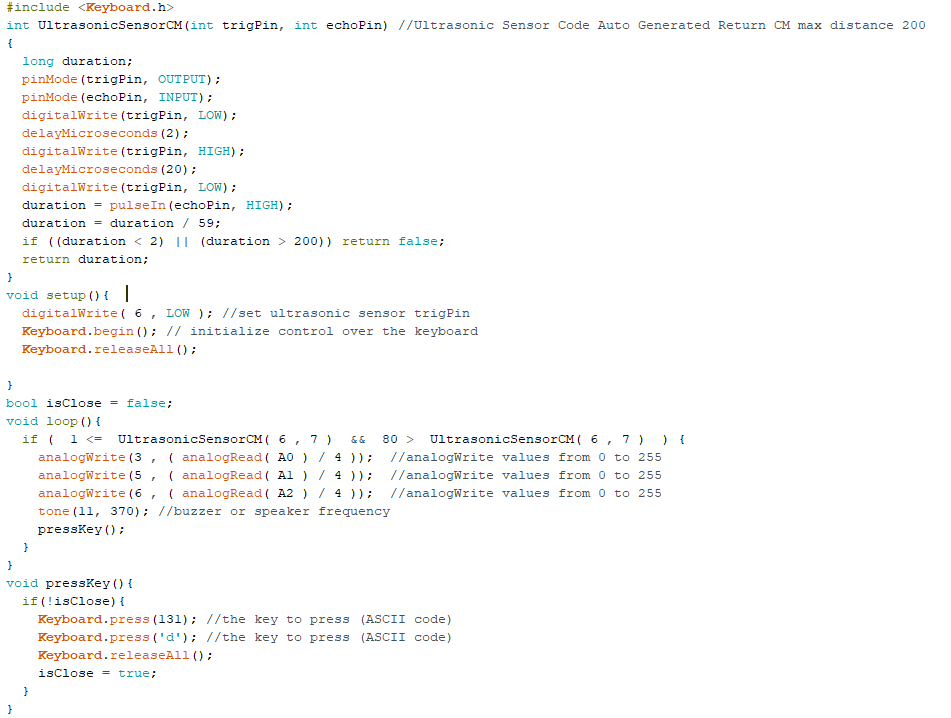 #include <Keyboard.h>
int UltrasonicSensorCM(int trigPin, int echoPin) //Ultrasonic Sensor Code Auto Generated Return CM max distance 200
{
  long duration;
  pinMode(trigPin, OUTPUT);
  pinMode(echoPin, INPUT);
  digitalWrite(trigPin, LOW);
  delayMicroseconds(2);
  digitalWrite(trigPin, HIGH);
  delayMicroseconds(20);
  digitalWrite(trigPin, LOW);
  duration = pulseIn(echoPin, HIGH);
  duration = duration / 59;
  if ((duration < 2) || (duration > 200)) return false;
  return duration;
}
void setup(){
  digitalWrite( 6 , LOW ); //set ultrasonic sensor trigPin
  Keyboard.begin(); // initialize control over the keyboard
  Keyboard.releaseAll();

}
bool isClose = false;
void loop(){
  if (  1 <=  UltrasonicSensorCM( 6 , 7 )  &&  80 >  UltrasonicSensorCM( 6 , 7 )  ) {
    analogWrite(3 , ( analogRead( A0 ) / 4 ));  //analogWrite values from 0 to 255
    analogWrite(5 , ( analogRead( A1 ) / 4 ));  //analogWrite values from 0 to 255
    analogWrite(6 , ( analogRead( A2 ) / 4 ));  //analogWrite values from 0 to 255
    tone(11, 370); //buzzer or speaker frequency
    pressKey();
  }
}
void pressKey(){
  if(!isClose){
    Keyboard.press(131); //the key to press (ASCII code)
    Keyboard.press('d'); //the key to press (ASCII code)
    Keyboard.releaseAll();
    isClose = true;
  }
}